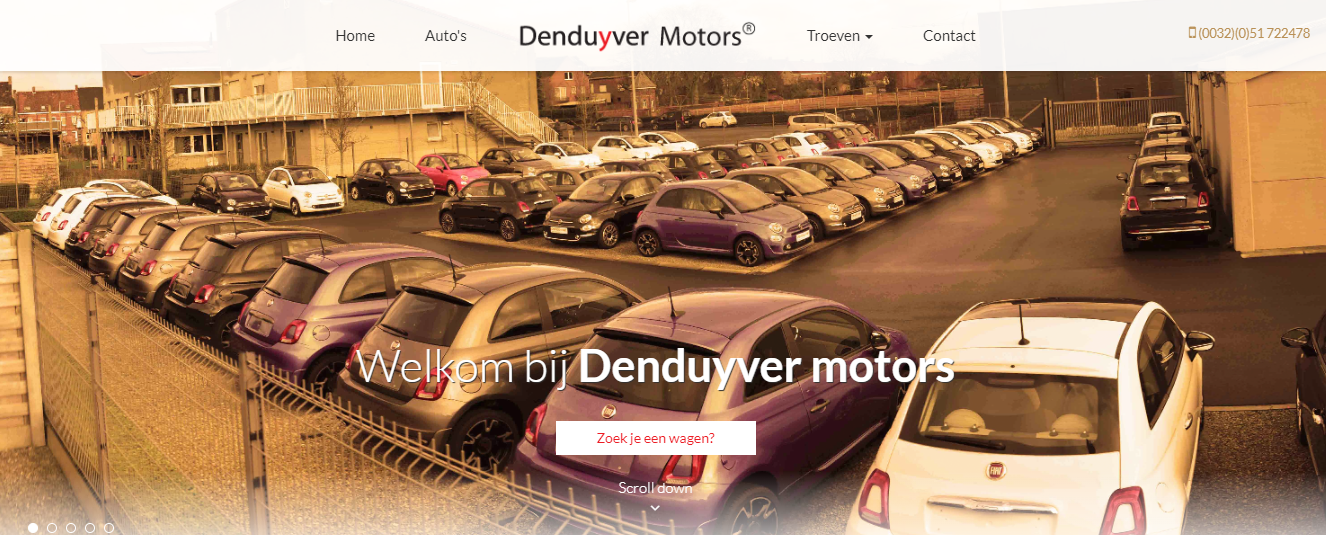 Home Auto's Denduyver Motors® Troeven Contact (0032)(0)51 722478
Welkom bij Denduyver motors
Zoek je een wagen?
Scroll down
FIAT